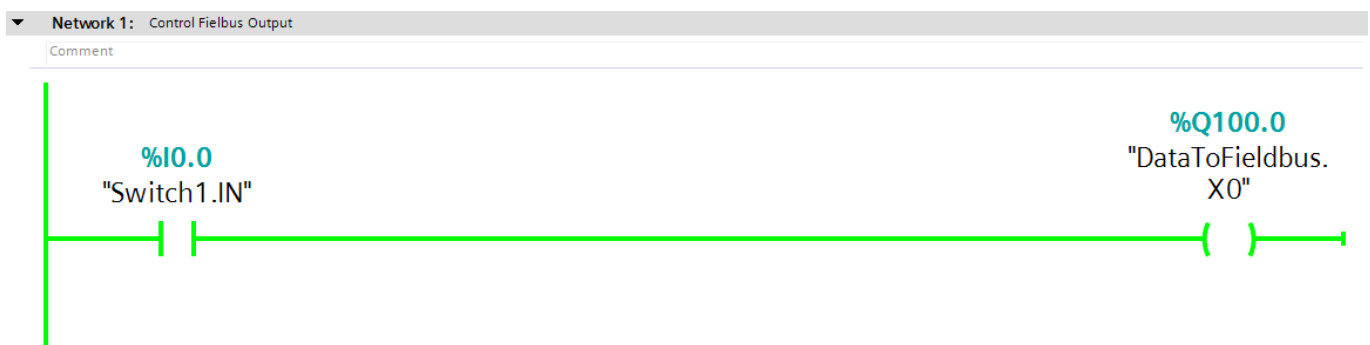 Network 1: Control Fielbus Output
Comment
%I0.0
"Switch1.IN"
%Q100.0
"DataToFieldbus.
X0"